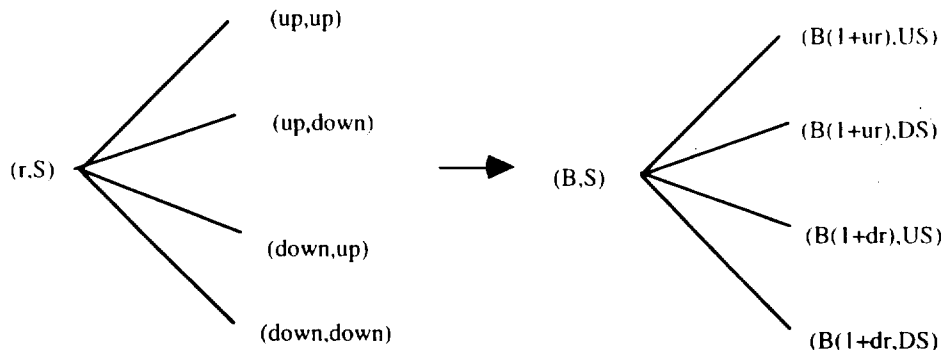 (up,up)
(up,down)
(r,S)
(down,up)
(down,down)
(B(1+ur),US)
(B(1+ur),DS)
(B,S)
(B(1+dr),US)
(B(1+dr,DS)